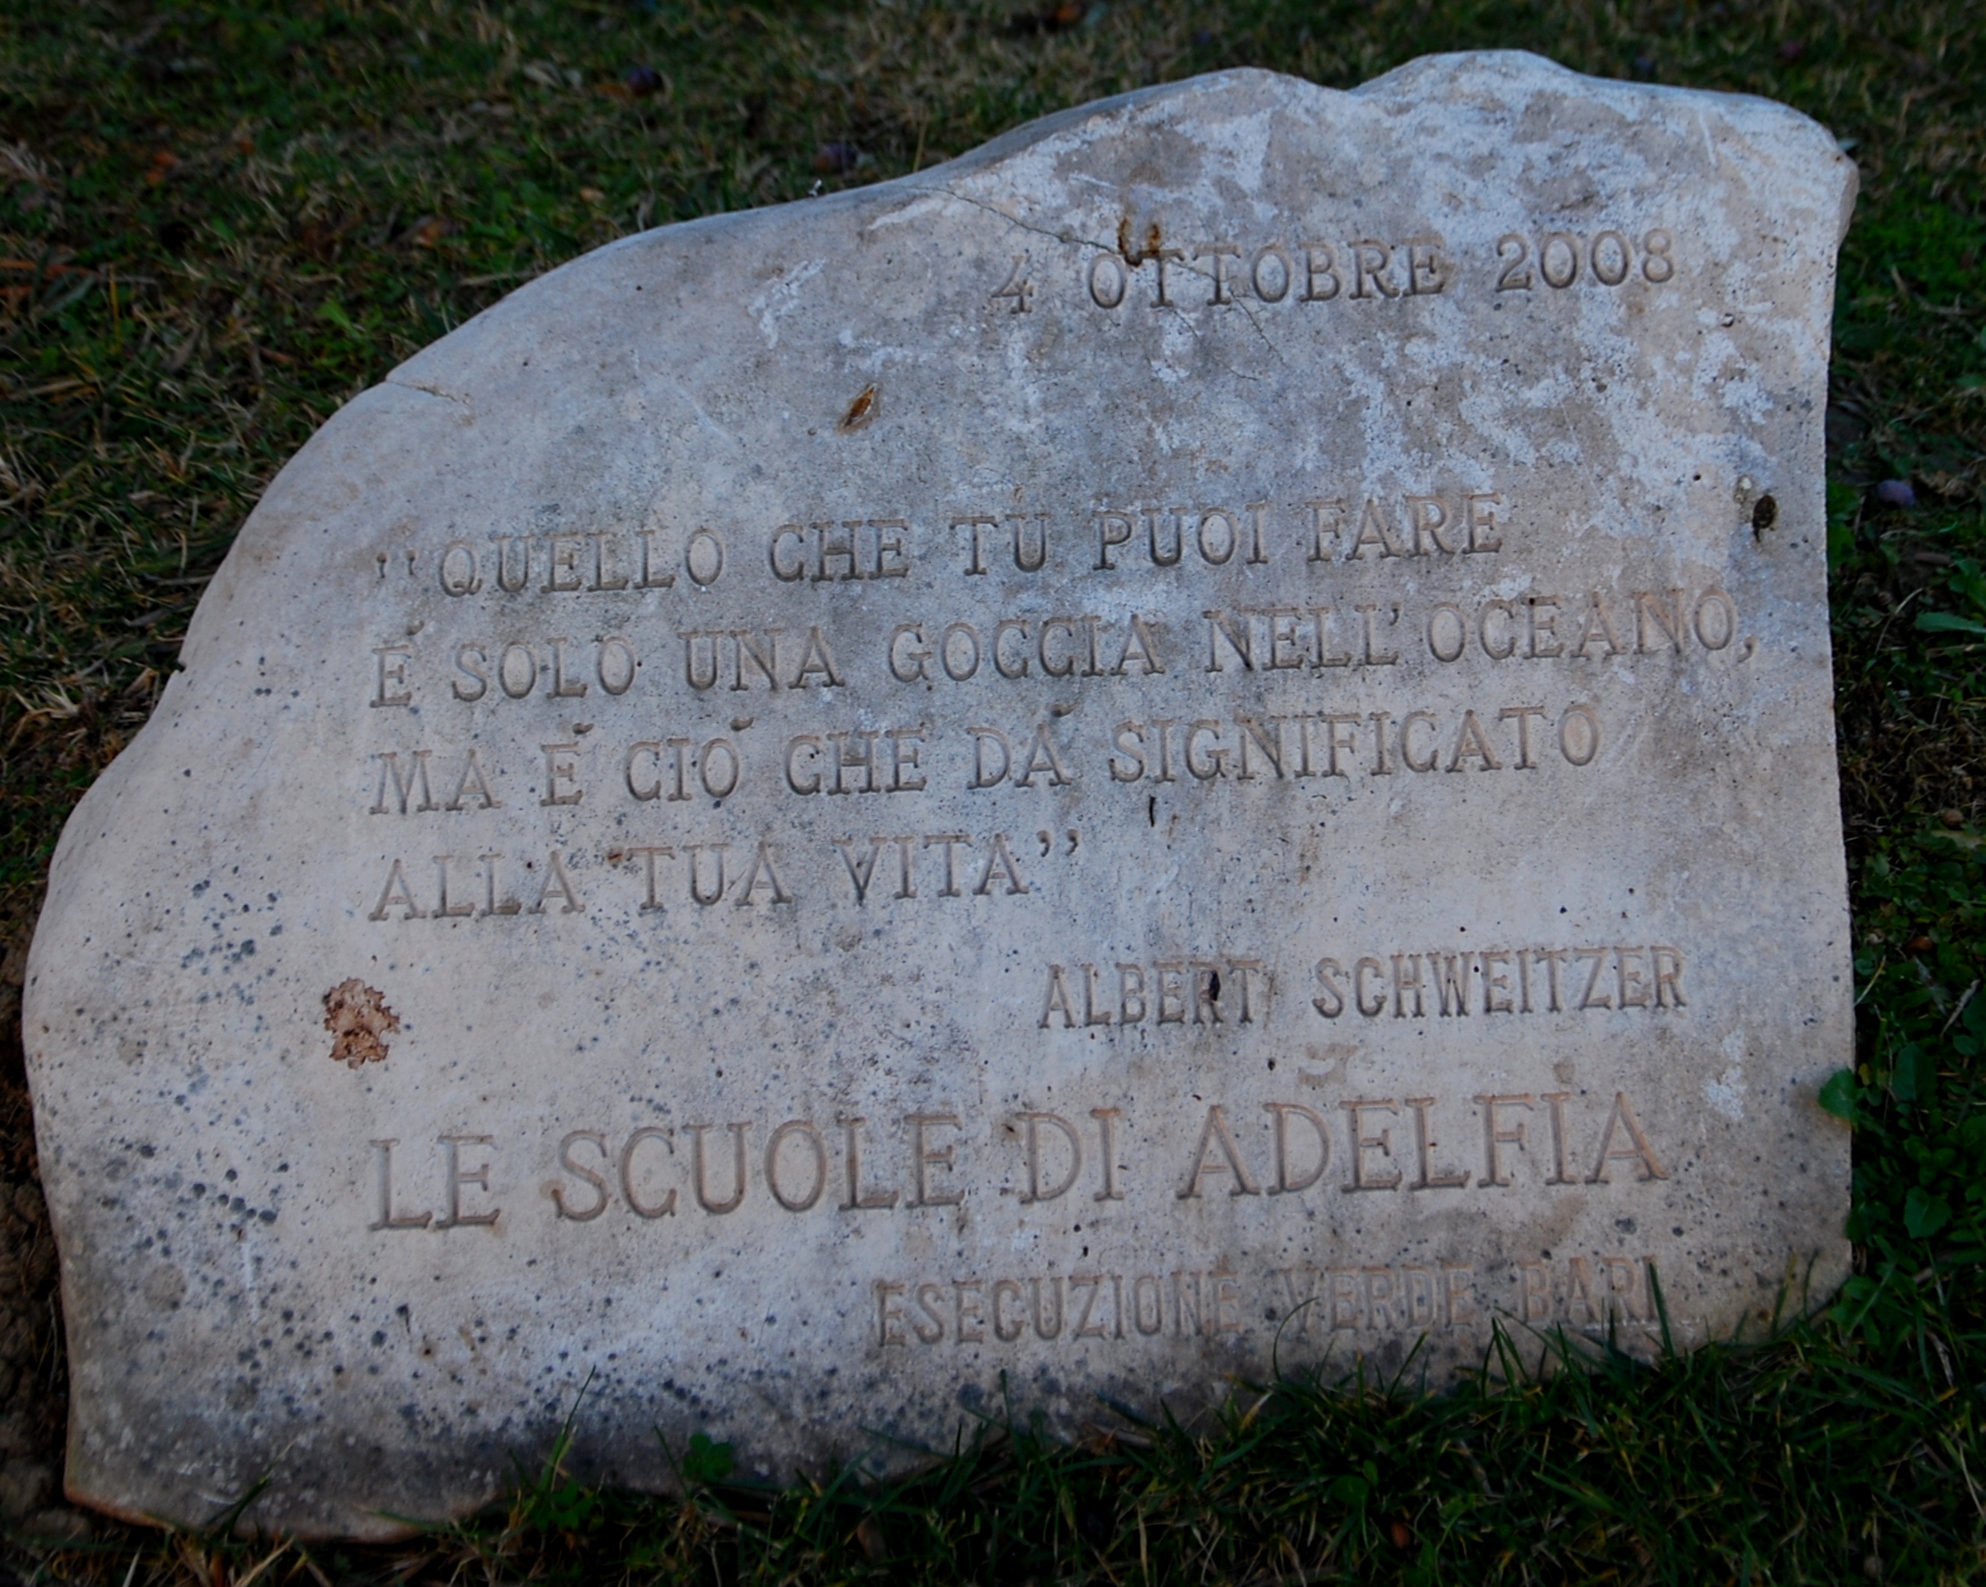 4 OTTOBRE 2008
"QUELLO CHE TU PUOI FARE
È SOLO UNA GOCCIA NELL'OCEANO,
MA È CIÒ CHE DÀ SIGNIFICATO
ALLA TUA VITA"
ALBERT SCHWEITZER
LE SCUOLE DI ADELFIA
ESECUZIONE VERDE BARI